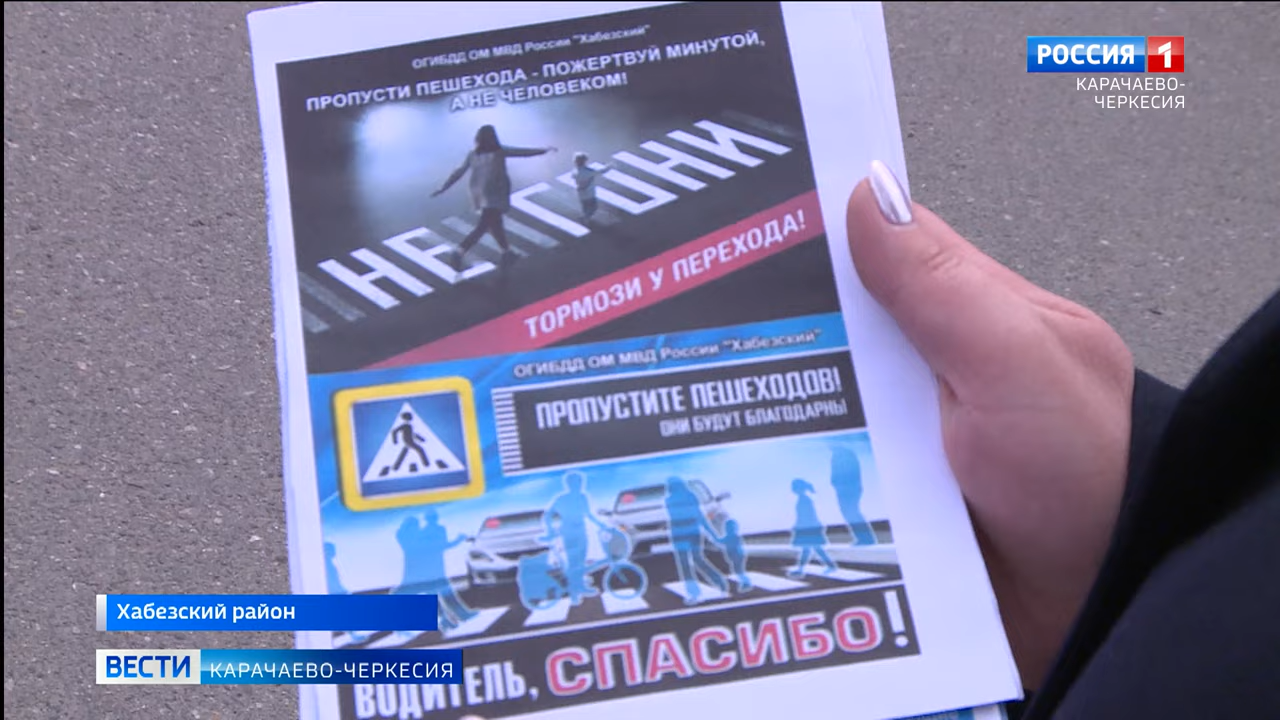 ОГИБДД ОМ МВД России "Хабезский"
ПРОПУСТИ ПЕШЕХОДА - ПОЖЕРТВУЙ МИНУТОЙ,
А НЕ ЧЕЛОВЕКОМ!
НЕ ГОНИ
ТОРМОЗИ У ПЕРЕХОДА!
ОГИБДД ОМ МВД России "Хабезский"
ПРОПУСТИТЕ ПЕШЕХОДОВ!
ОНИ БУДУТ БЛАГОДАРНЫ
ВОДИТЕЛЬ, СПАСИБО!
РОССИЯ 1
КАРАЧАЕВО-
ЧЕРКЕСИЯ
Хабезский район
ВЕСТИ КАРАЧАЕВО-ЧЕРКЕСИЯ